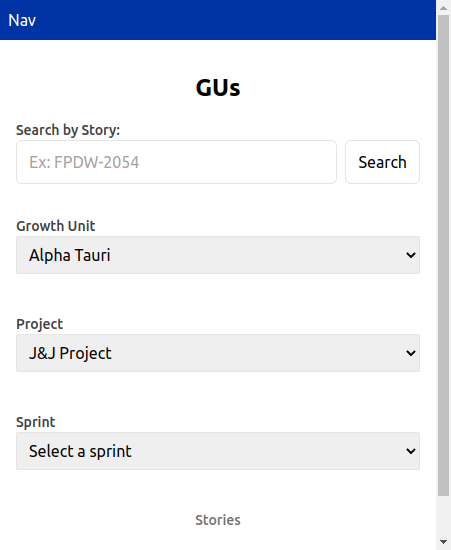 Nav
GUs
Search by Story:
Ex: FPDW-2054
Search
Growth Unit
Alpha Tauri
Project
J&J Project
Sprint
Select a sprint
Stories